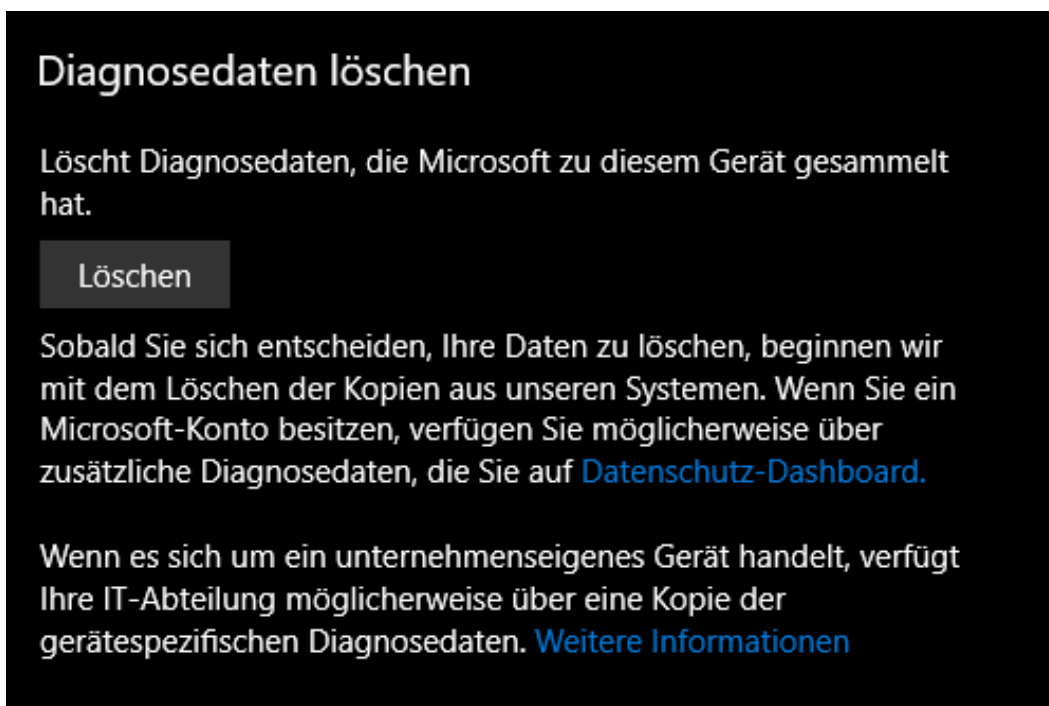 Diagnosedaten löschen
Löscht Diagnosedaten, die Microsoft zu diesem Gerät gesammelt
hat.
Löschen
Sobald Sie sich entscheiden, Ihre Daten zu löschen, beginnen wir
mit dem Löschen der Kopien aus unseren Systemen. Wenn Sie ein
Microsoft-Konto besitzen, verfügen Sie möglicherweise über
zusätzliche Diagnosedaten, die Sie auf Datenschutz-Dashboard.
Wenn es sich um ein unternehmenseigenes Gerät handelt, verfügt
Ihre IT-Abteilung möglicherweise über eine Kopie der
gerätespezifischen Diagnosedaten. Weitere Informationen